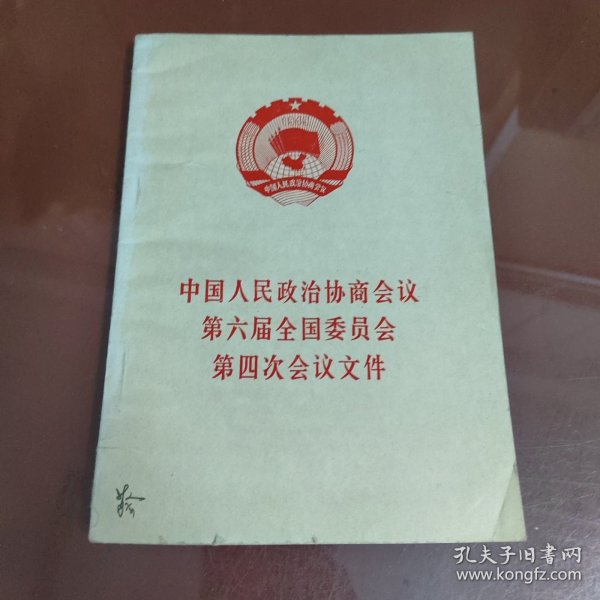 中国人民政治协商会议
中国人民政治协商会议
第六届全国委员会
第四次会议文件
孔夫子旧书网
www.kongfz.com